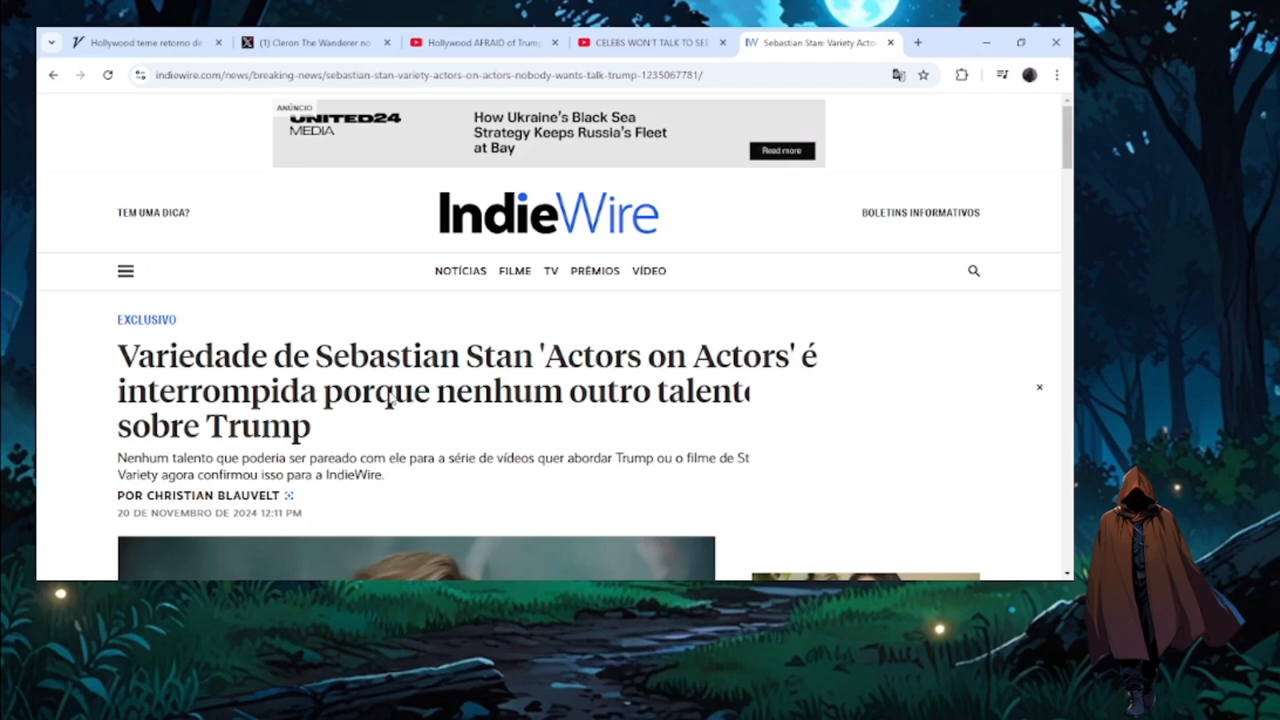 Hollywood teme retorno de
(1) Cleron The Wanderer no
Hollywood AFRAID of Trump
CELEBS WON'T TALK TO SE
Sebastian Stan: Variety Acto
indiewire.com/news/breaking-news/sebastian-stan-variety-actors-on-actors-nobody-wants-talk-trump-1235067781/
ANÚNCIO
UNITED24
MEDIA
How Ukraine's Black Sea
Strategy Keeps Russia's Fleet
at Bay
Read more
TEM UMA DICA?
IndieWire
BOLETINS INFORMATIVOS
NOTÍCIAS FILME TV PRÊMIOS VÍDEO
EXCLUSIVO
Variedade de Sebastian Stan 'Actors on Actors' é
interrompida porque nenhum outro talent
sobre Trump
Nenhum talento que poderia ser pareado com ele para a série de vídeos quer abordar Trump ou o filme de St
Variety agora confirmou isso para a IndieWire.
POR CHRISTIAN BLAUVELT
20 DE NOVEMBRO DE 2024 12:11 PM